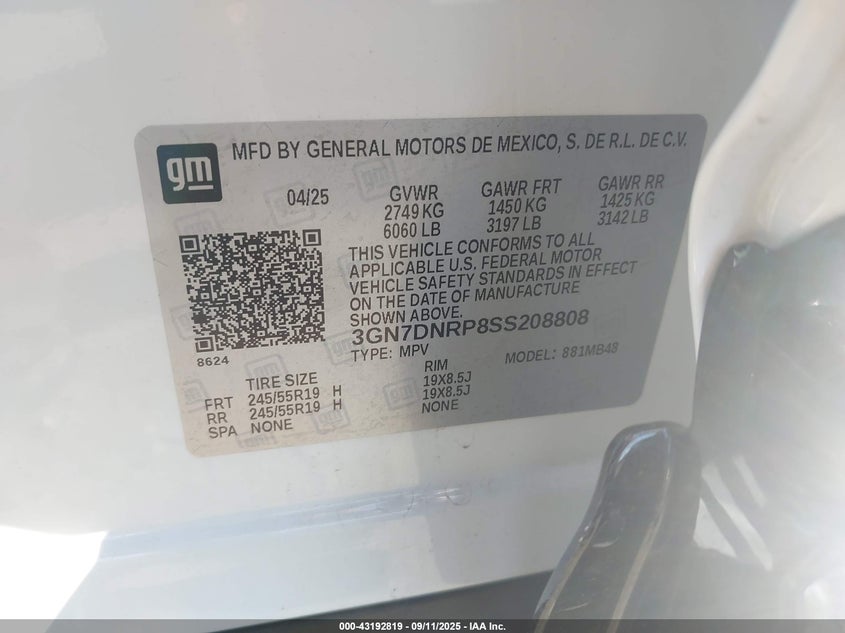 gm
MFD BY GENERAL MOTORS DE MEXICO, S. DE R.L. DE C.V.
04/25 GVWR GAWR FRT GAWR RR
2749 KG 1450 KG 1425 KG
6060 LB 3197 LB 3142 LB
THIS VEHICLE CONFORMS TO ALL
APPLICABLE U.S. FEDERAL MOTOR
VEHICLE SAFETY STANDARDS IN EFFECT
ON THE DATE OF MANUFACTURE
SHOWN ABOVE.
3GN7DNRP8SS208808
8624
TYPE: MPV MODEL: 881MB48
TIRE SIZE RIM
FRT 245/55R19 H 19X8.5J
RR 245/55R19 H 19X8.5J
SPA NONE NONE
000-43192819 - 09/11/2025 - IAA Inc.